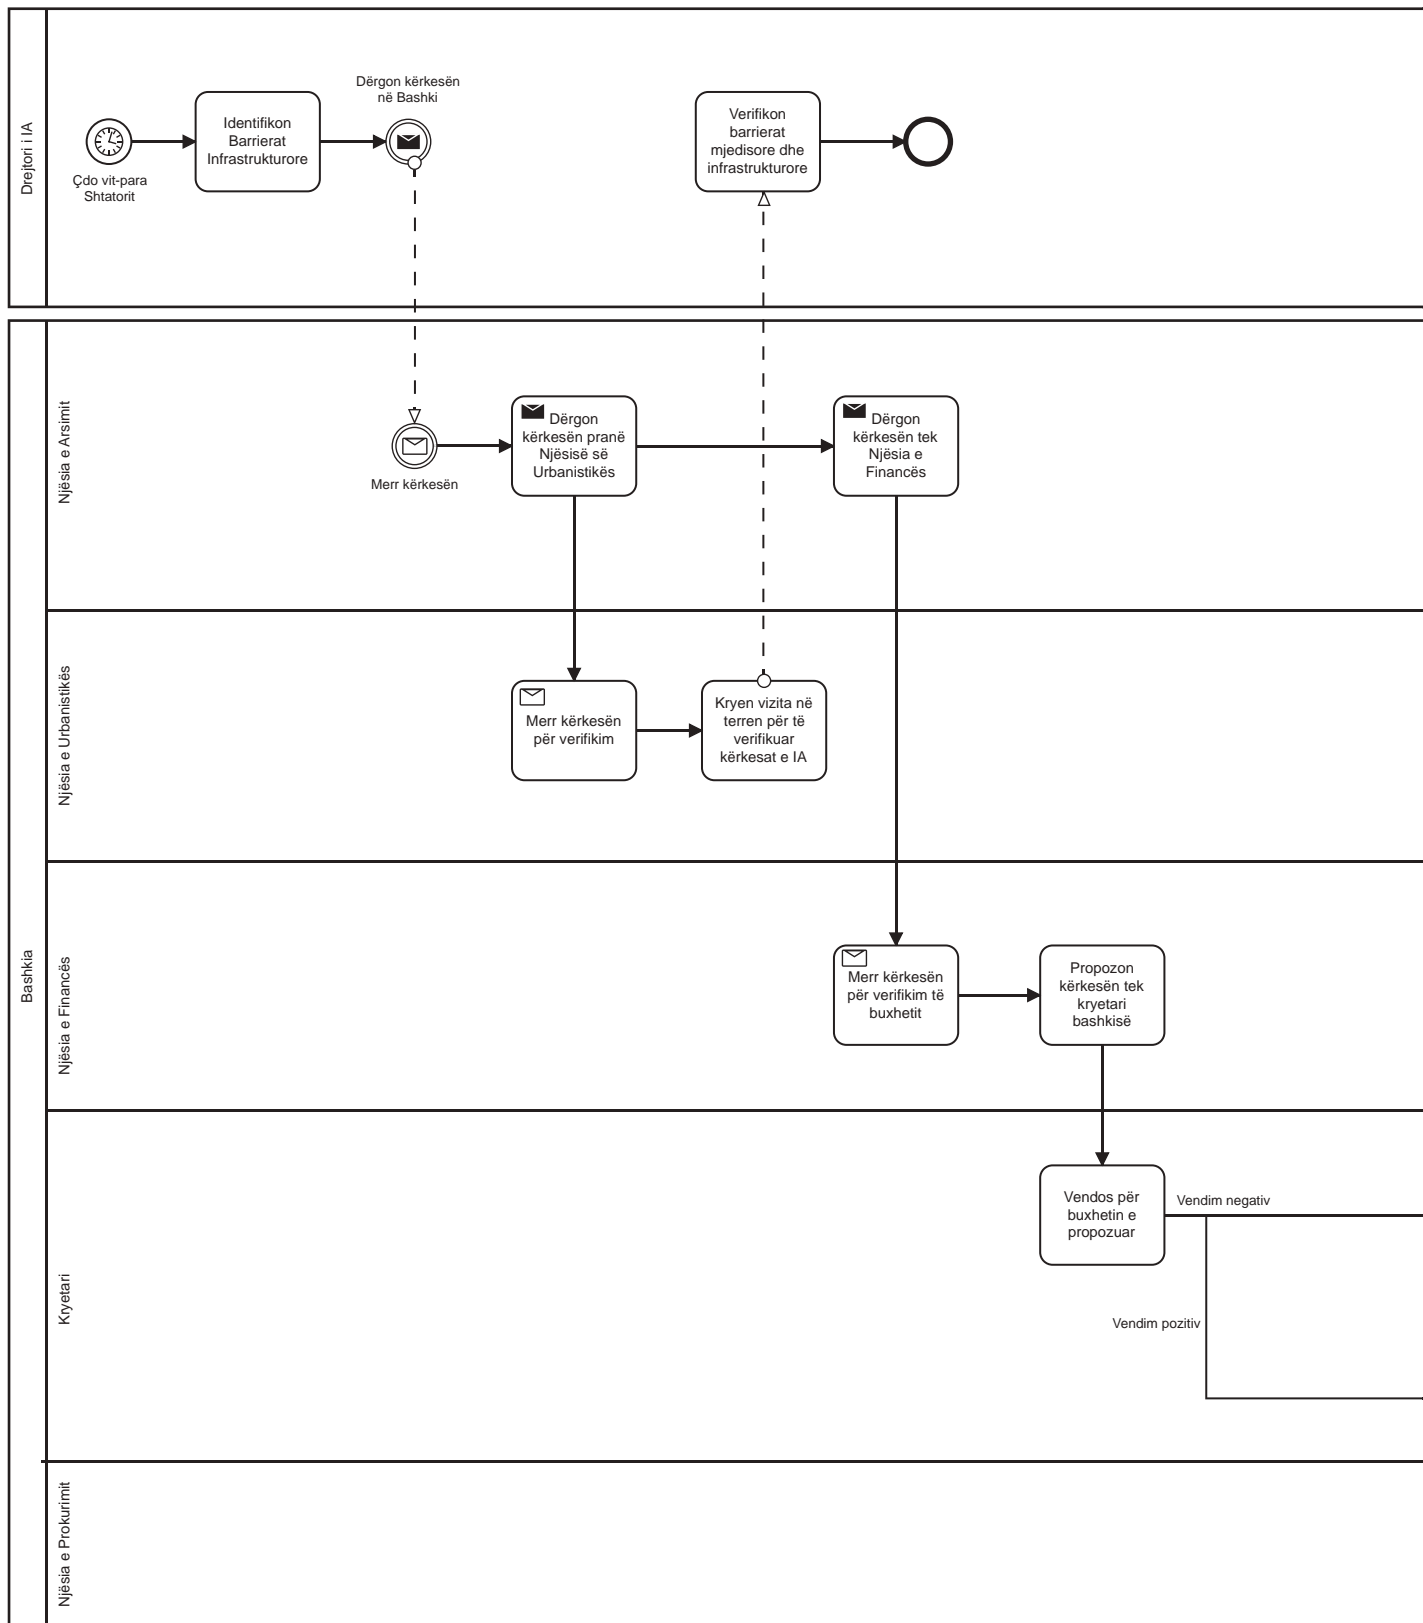 Drejtori i IA
Çdo vit-para
Shtatorit
Identifikon
Barrierat
Infrastrukturore
Dërgon kërkesën
në Bashki
Verifikon
barrierat
mjedisore dhe
infrastrukturore
Bashkia
Njësia e Arsimit
Merr kërkesën
Dërgon
kërkesën pranë
Njësisë së
Urbanistikës
Dërgon
kërkesën tek
Njësia e
Financës
Njësia e Urbanistikës
Merr kërkesën
për verifikim
Kryen vizita në
terren për të
verifikuar
kërkesat e IA
Njësia e Financës
Merr kërkesën
për verifikim të
buxhetit
Propozon
kërkesën tek
kryetari
bashkisë
Kryetari
Vendos për
buxhetin e
propozuar
Vendim negativ
Vendim pozitiv
Njësia e Prokurimit